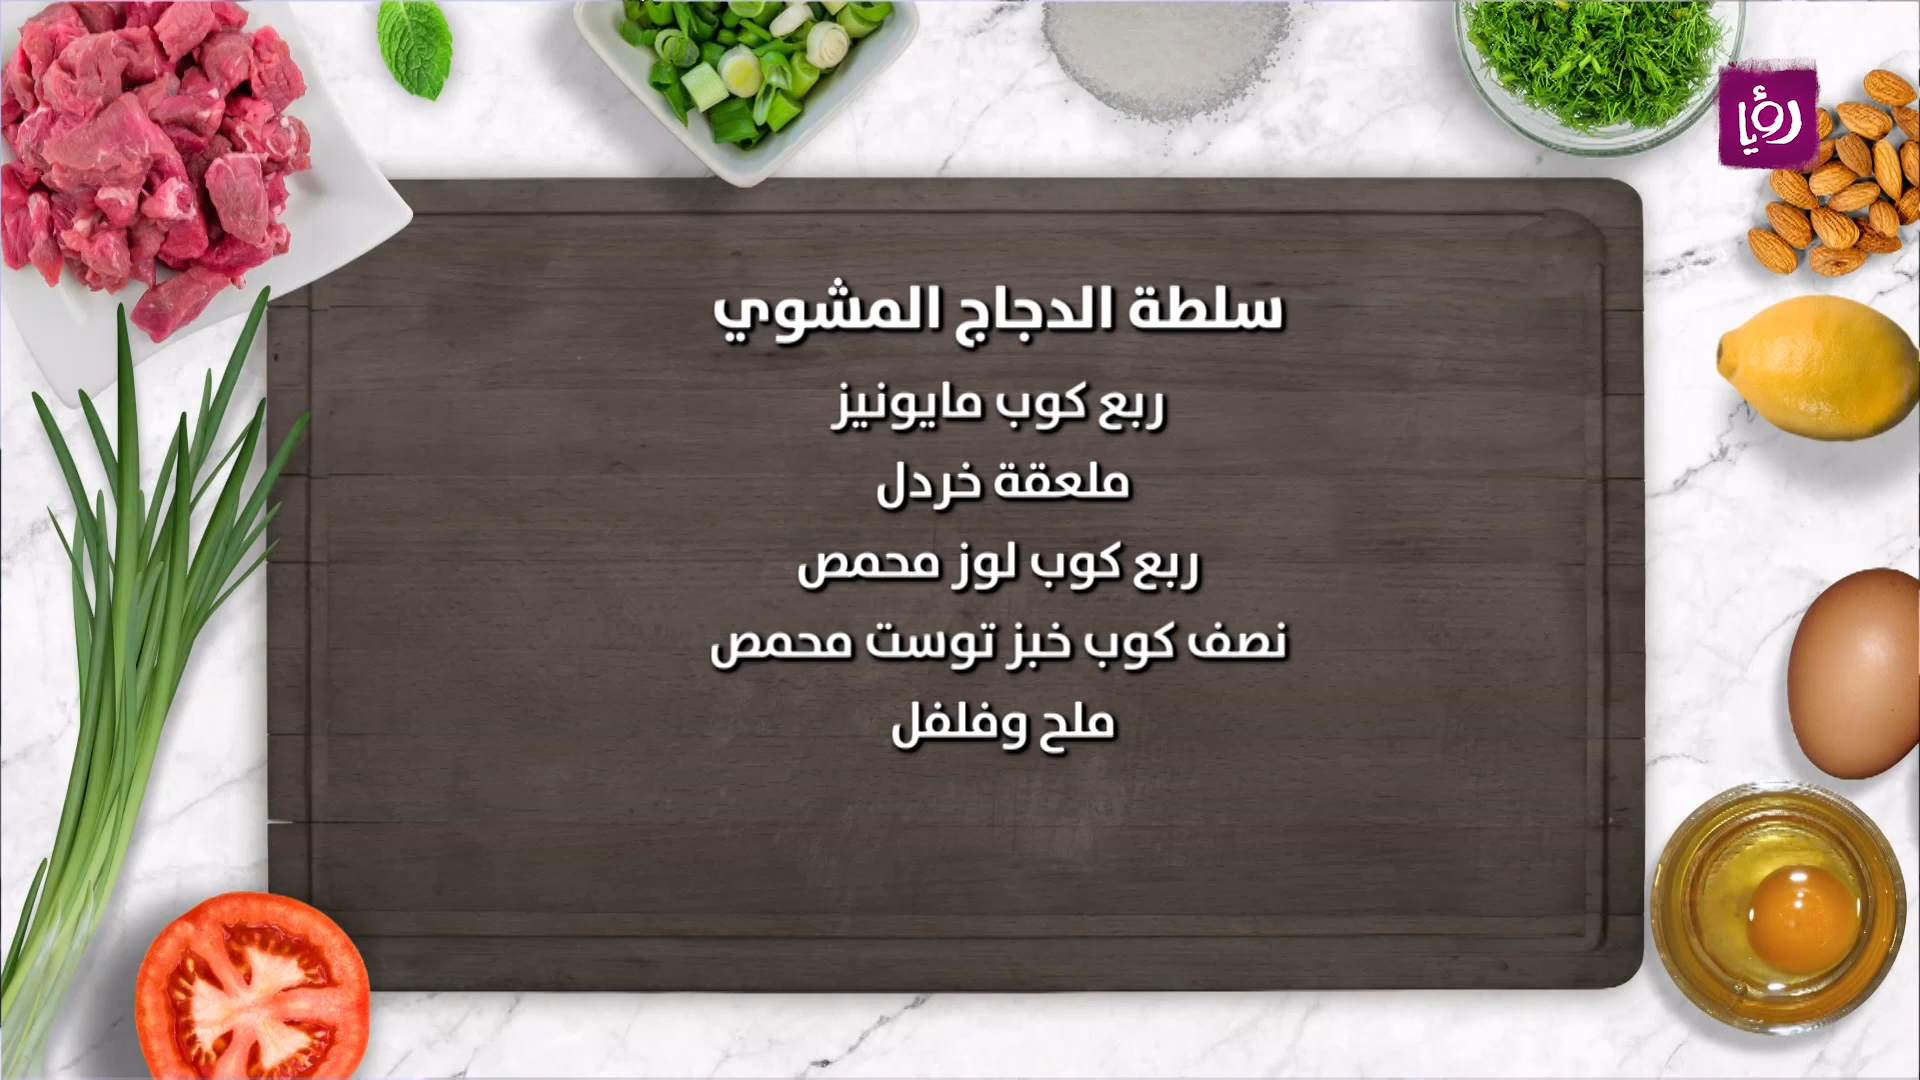 رؤيا
سلطة الدجاج المشوي
ربع كوب مايونيز
ملعقة خردل
ربع كوب لوز محمص
نصف كوب خبز توست محمص
ملح وفلفل